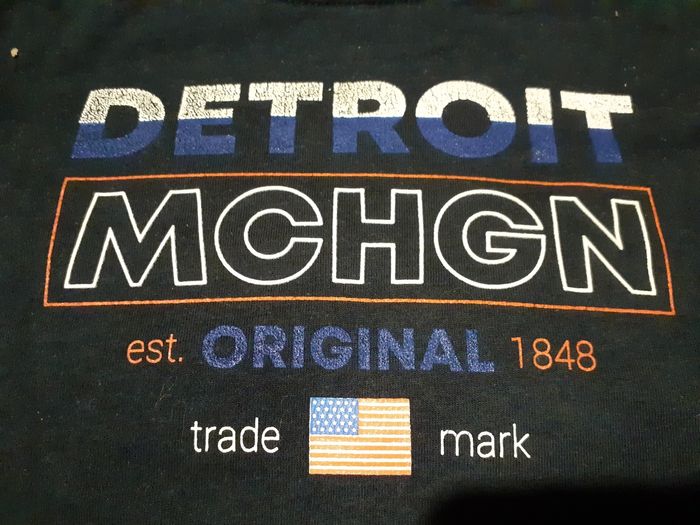 DETROIT
MCHGN
est. ORIGINAL 1848
trade mark